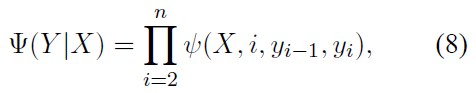 Ψ(Y|X) = ∏_{i=2}^{n} ψ(X, i, y_{i−1}, y_i), (8)